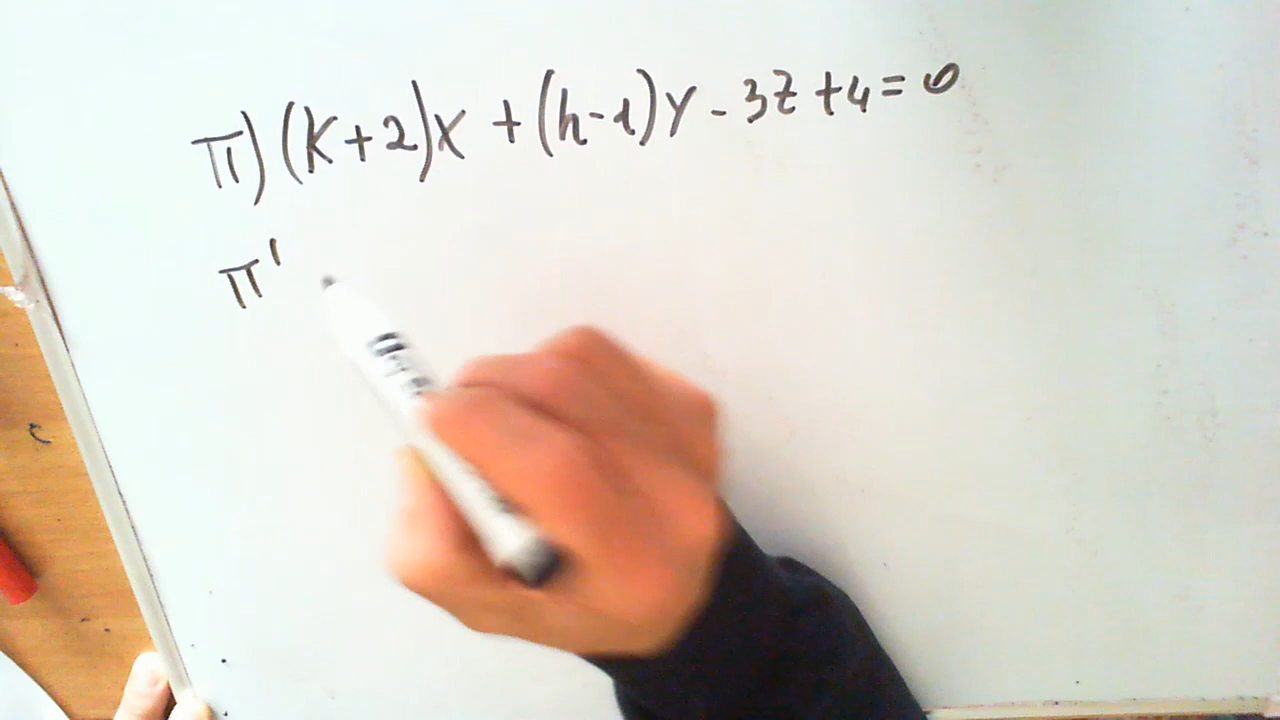 π) (K+2)x + (h-1)y - 3z + 4 = 0
π'